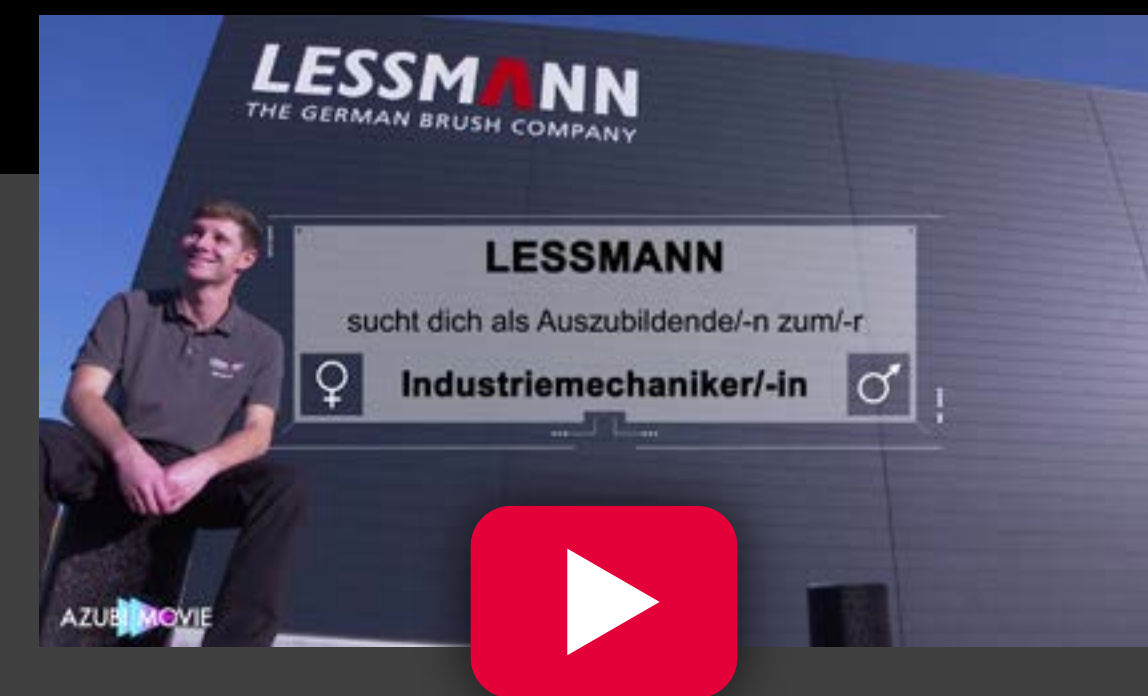 LESSMANN
THE GERMAN BRUSH COMPANY
LESSMANN
sucht dich als Auszubildende/-n zum/-r
Industriemechaniker/-in
AZUBI MOVIE